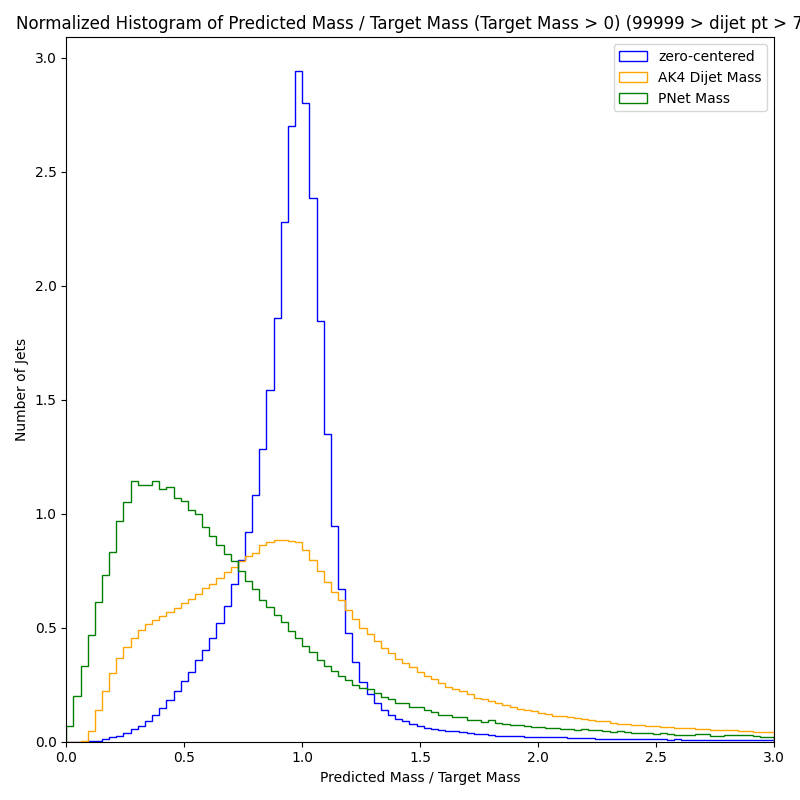 Normalized Histogram of Predicted Mass / Target Mass (Target Mass > 0) (99999 > dijet pt > 7
zero-centered
AK4 Dijet Mass
PNet Mass
3.0
2.5
2.0
1.5
1.0
0.5
0.0
Number of Jets
0.0 0.5 1.0 1.5 2.0 2.5 3.0
Predicted Mass / Target Mass